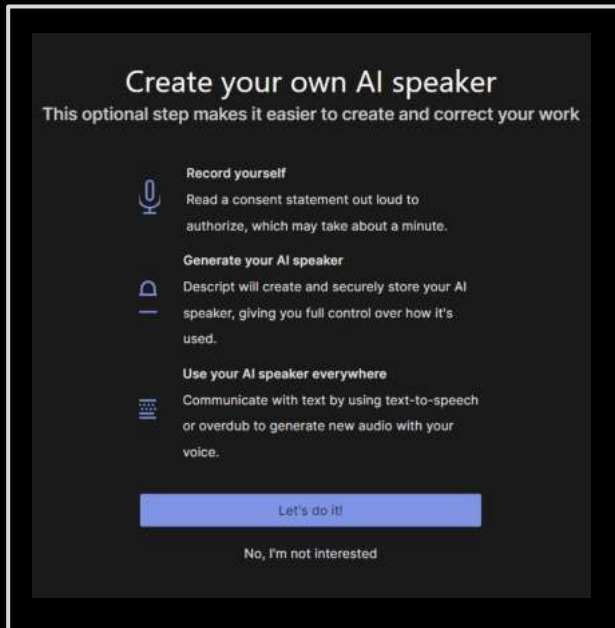 Create your own AI speaker
This optional step makes it easier to create and correct your work
Record yourself
Read a consent statement out loud to
authorize, which may take about a minute.
Generate your AI speaker
Descript will create and securely store your AI
speaker, giving you full control over how it's
used.
Use your AI speaker everywhere
Communicate with text by using text-to-speech
or overdub to generate new audio with your
voice.
Let's do it!
No, I'm not interested